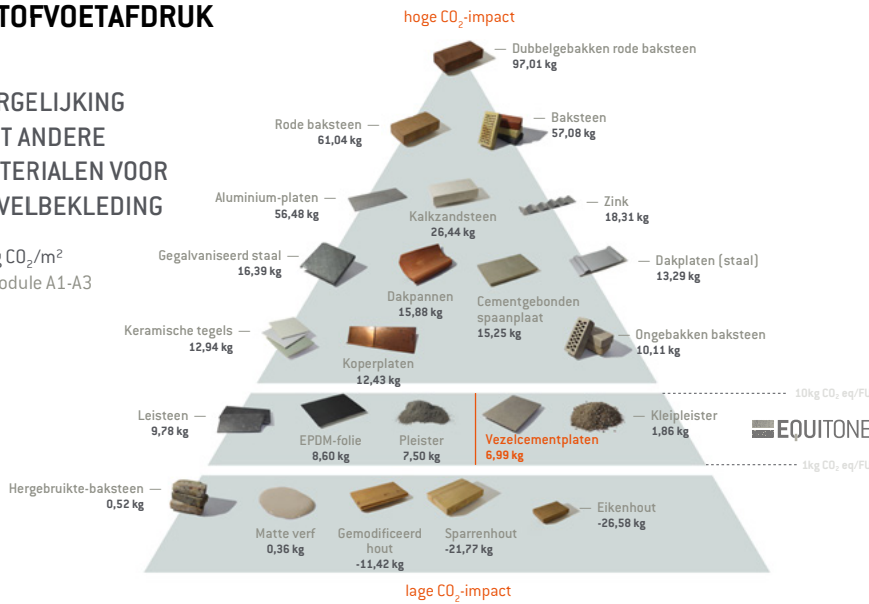 TOFVOETAFDRUK
hoge CO₂-impact
RGELIJKING
T ANDERE
TERIALEN VOOR
VELBEKLEDING
g CO₂/m²
odule A1-A3
Dubbelgebakken rode baksteen
97,01 kg
Rode baksteen
61,04 kg
Baksteen
57,08 kg
Aluminium-platen
56,48 kg
Kalkzandsteen
26,44 kg
Zink
18,31 kg
Gegalvaniseerd staal
16,39 kg
Dakpannen
15,88 kg
Cementgebonden
spaanplaat
15,25 kg
Dakplaten (staal)
13,29 kg
Keramische tegels
12,94 kg
Koperplaten
12,43 kg
Ongebakken baksteen
10,11 kg
10kg CO₂ eq/FU
Leisteen
9,78 kg
EPDM-folie
8,60 kg
Pleister
7,50 kg
Vezelcementplaten
6,99 kg
Kleipleister
1,86 kg
EQUITONE
1kg CO₂ eq/FU
Hergebruikte-baksteen
0,52 kg
Matte verf
0,36 kg
Gemodificeerd
hout
-11,42 kg
Sparrenhout
-21,77 kg
Eikenhout
-26,58 kg
lage CO₂-impact